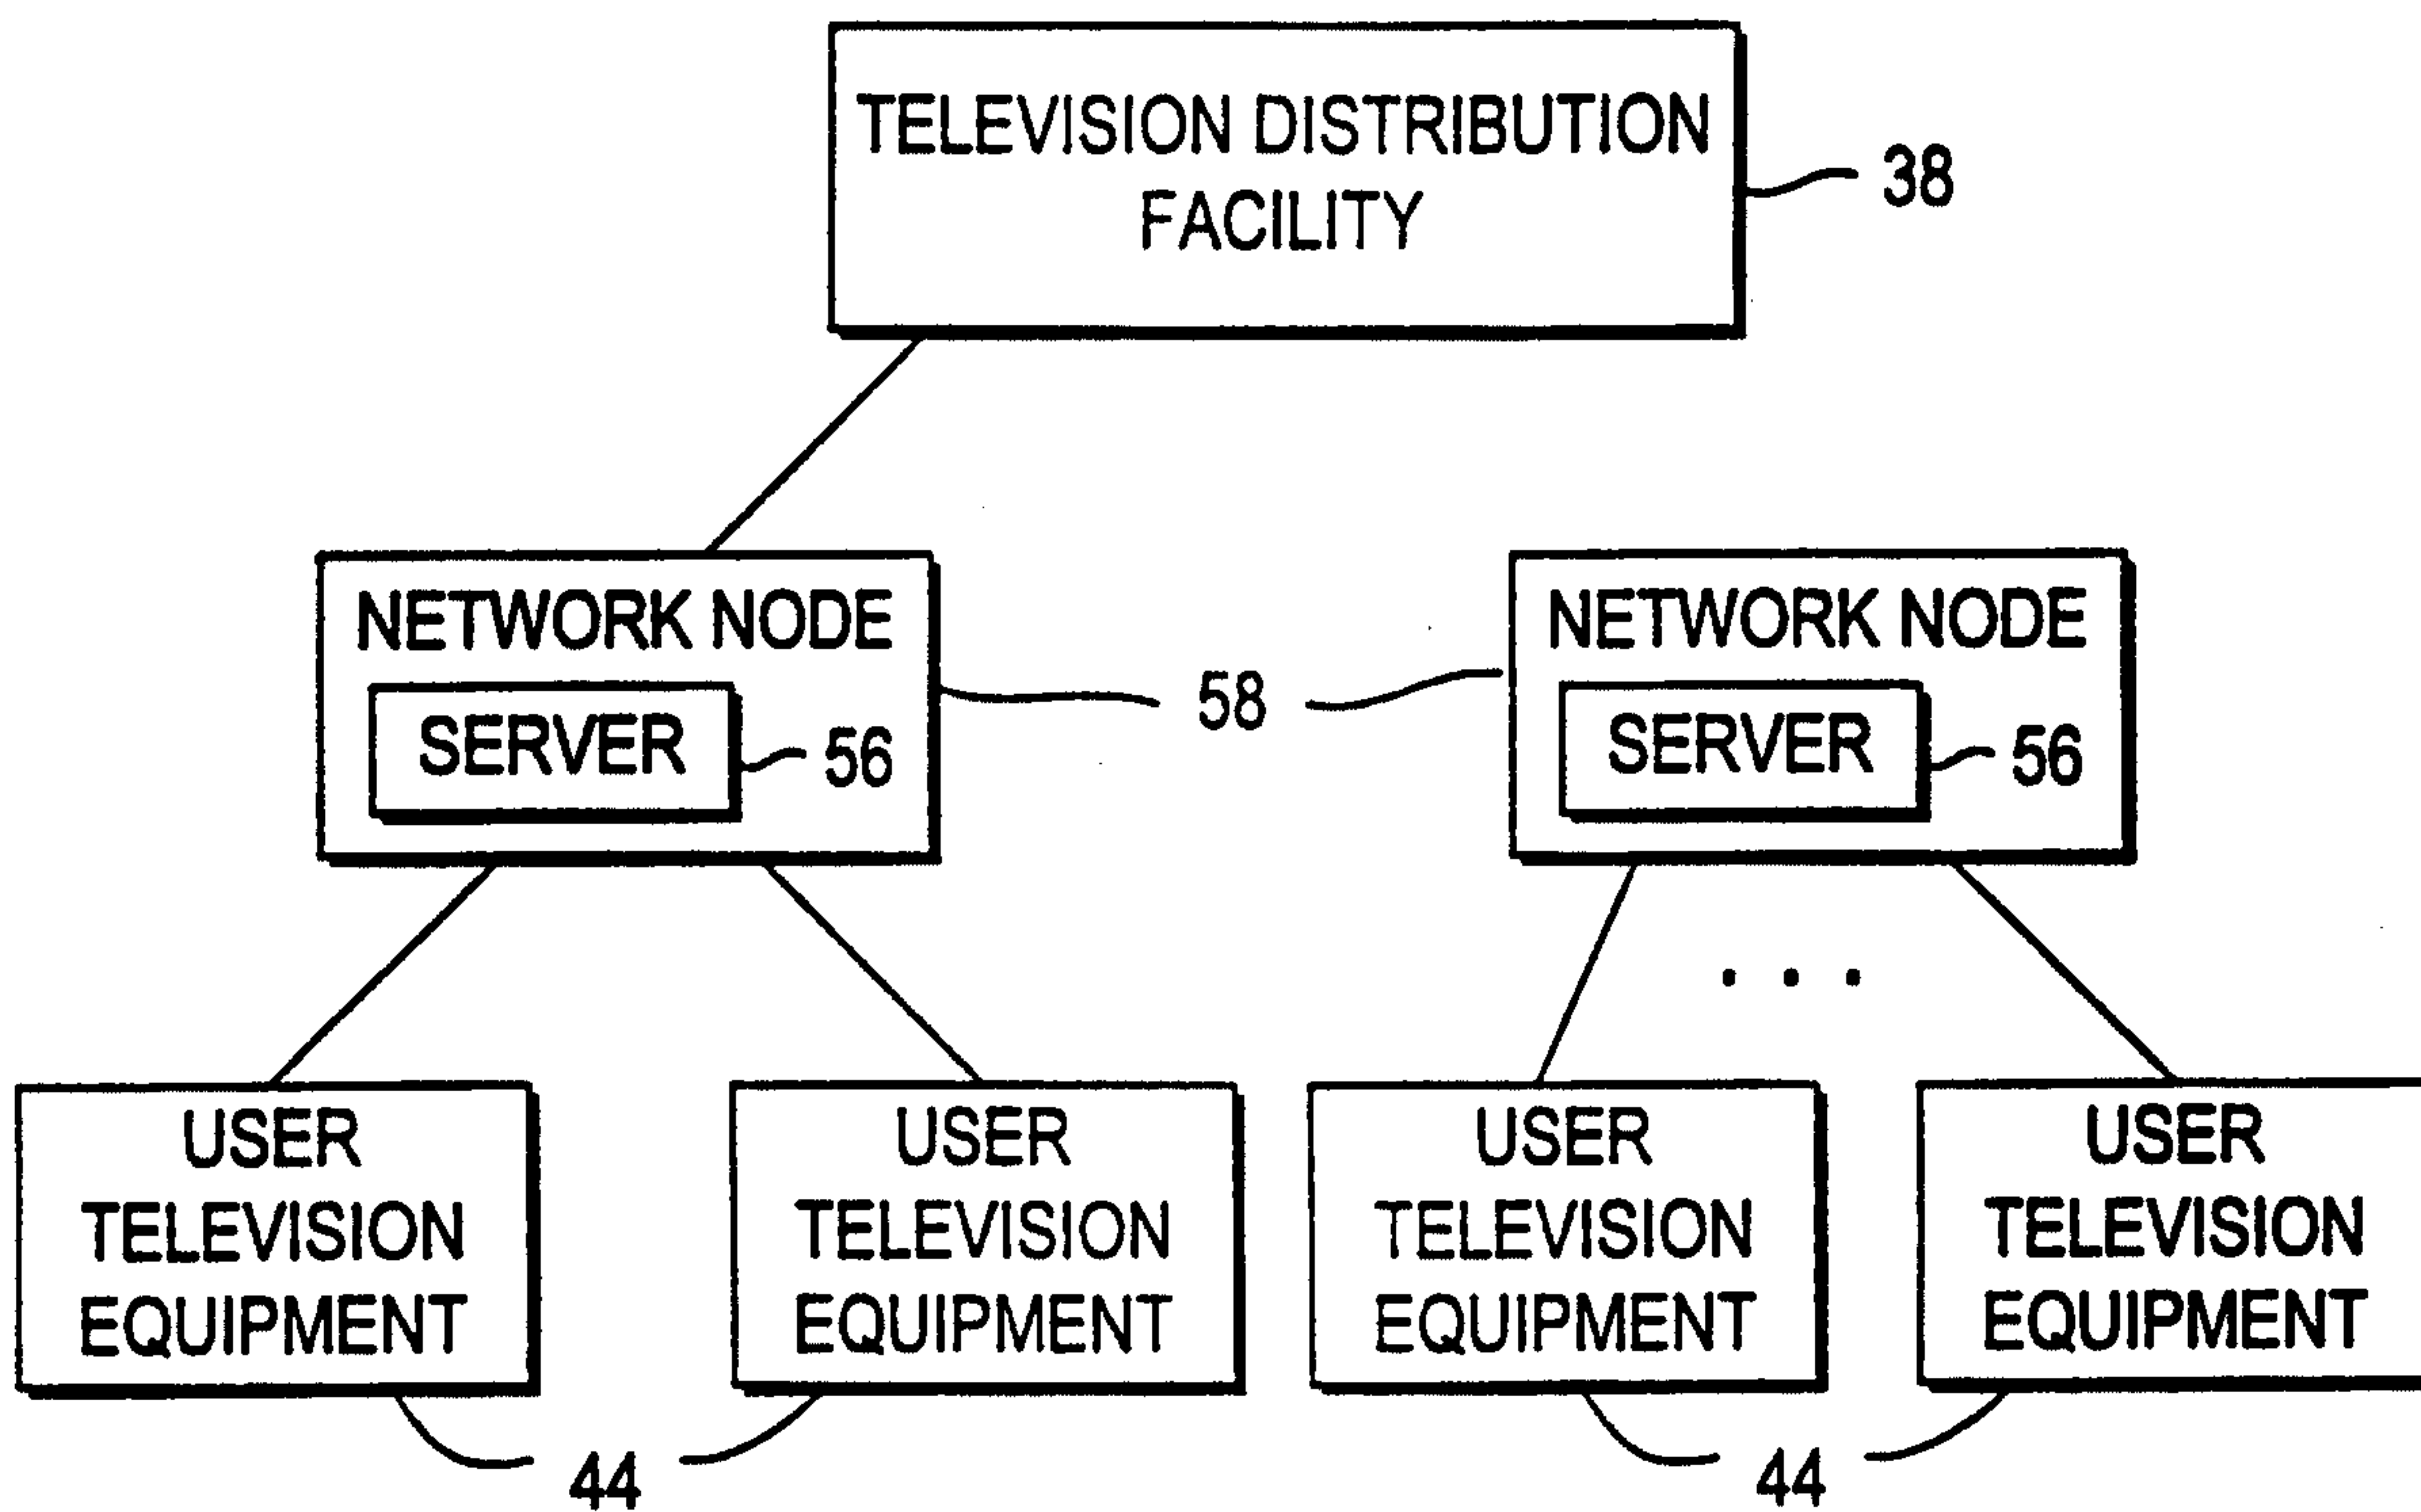 TELEVISION DISTRIBUTION
FACILITY
38
NETWORK NODE
SERVER
56
58
NETWORK NODE
SERVER
56
USER
TELEVISION
EQUIPMENT
USER
TELEVISION
EQUIPMENT
44
USER
TELEVISION
EQUIPMENT
USER
TELEVISION
EQUIPMENT
44